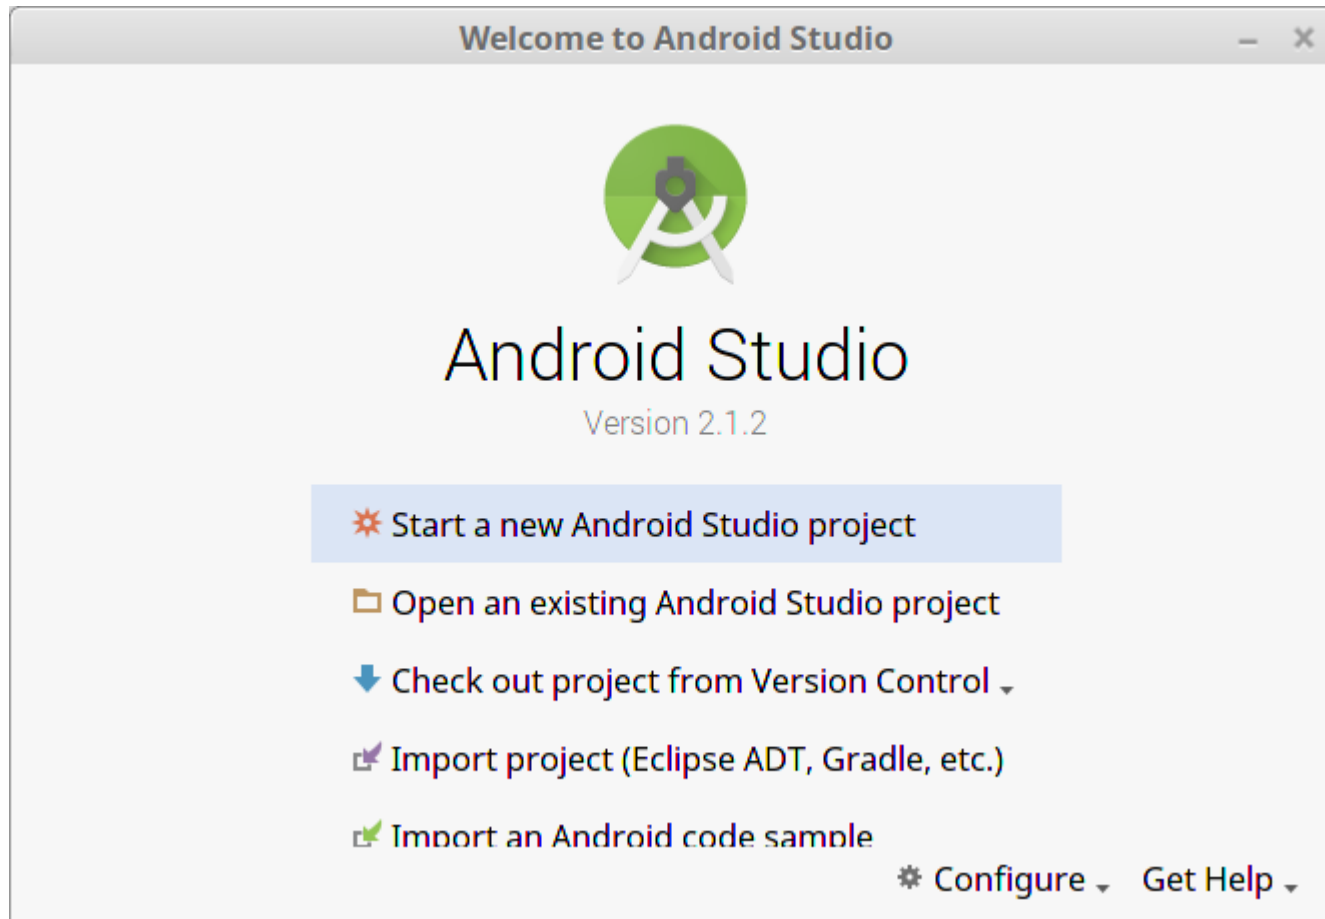 Welcome to Android Studio
Android Studio
Version 2.1.2
Start a new Android Studio project
Open an existing Android Studio project
Check out project from Version Control
Import project (Eclipse ADT, Gradle, etc.)
Import an Android code sample
Configure Get Help